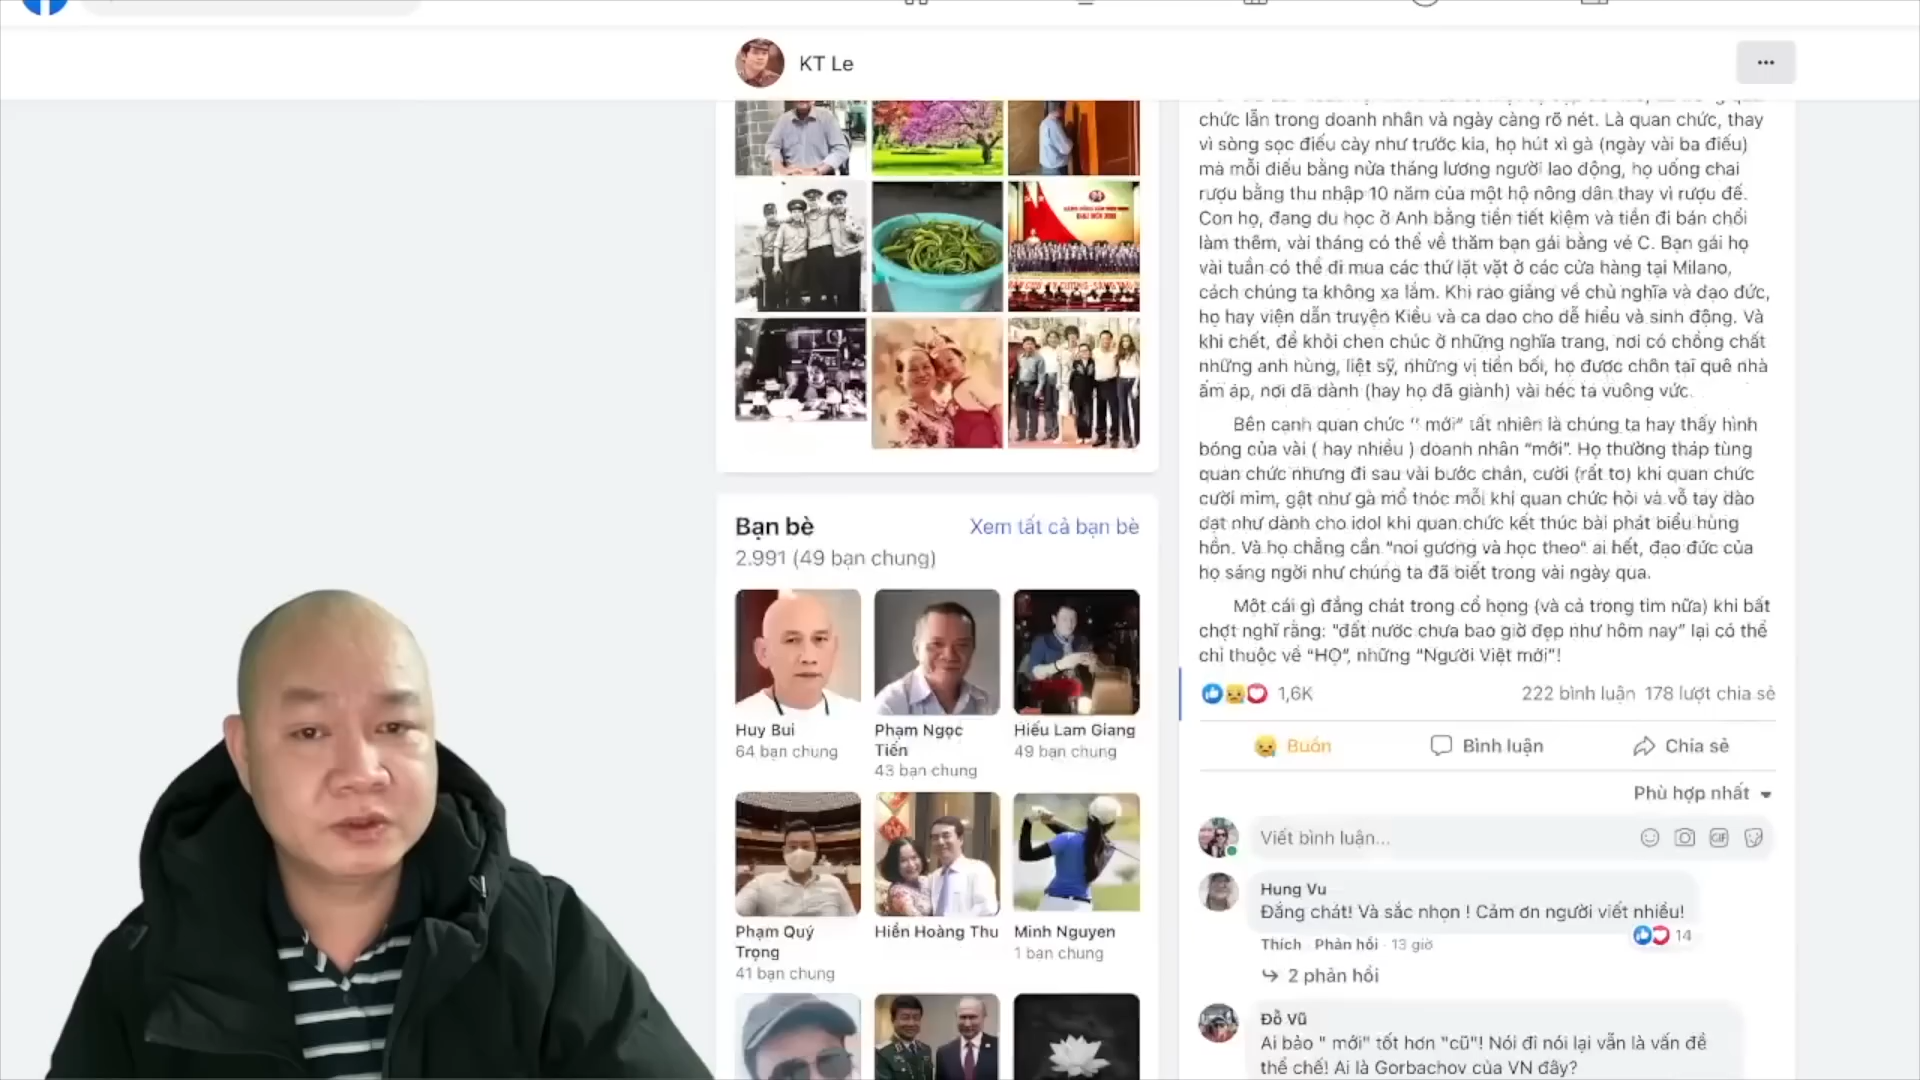 KT Le
chức lẫn trong doanh nhân và ngày càng rõ nét. Là quan chức, thay
vì sòng sọc điếu cày như trước kia, họ hút xì gà (ngày vài ba điếu)
mà mỗi điếu bằng nửa tháng lương người lao động, họ uống chai
rượu bằng thu nhập 10 năm của một hộ nông dân thay vì rượu đế.
Con họ, đang du học ở Anh bằng tiền tiết kiệm và tiền đi bán chổi
làm thêm, vài tháng có thể về thăm bạn gái bằng vé C. Bạn gái họ
vài tuần có thể đi mua các thứ lặt vặt ở các cửa hàng tại Milano,
cách chúng ta không xa lắm. Khi rao giảng về chủ nghĩa và đạo đức,
họ hay viện dẫn truyện Kiều và ca dao cho dễ hiểu và sinh động. Và
khi chết, để khỏi chen chúc ở những nghĩa trang, nơi có chồng chất
những anh hùng, liệt sỹ, những vị tiền bối, họ được chôn tại quê nhà
ấm áp, nơi đã dành (hay họ đã giành) vài héc ta vuông vức.
Bên cạnh quan chức “ mới” tất nhiên là chúng ta hay thấy hình
bóng của vài ( hay nhiều ) doanh nhân “mới”. Họ thường tháp tùng
quan chức nhưng đi sau vài bước chân, cười (rất to) khi quan chức
cười mỉm, gật như gà mổ thóc mỗi khi quan chức hỏi và vỗ tay dào
dạt như dành cho idol khi quan chức kết thúc bài phát biểu hùng
hồn. Và họ chẳng cần “noi gương và học theo” ai hết, đạo đức của
họ sáng ngời như chúng ta đã biết trong vài ngày qua.
Một cái gì đắng chát trong cổ họng (và cả trong tim nữa) khi bất
chợt nghĩ rằng: "đất nước chưa bao giờ đẹp như hôm nay” lại có thể
chỉ thuộc về “HỌ”, những “Người Việt mới”!
1,6K
222 bình luận 178 lượt chia sẻ
Buồn
Bình luận
Chia sẻ
Phù hợp nhất
Viết bình luận...
GIF
Hung Vu
Đắng chát! Và sắc nhọn ! Cảm ơn người viết nhiều!
14
Thích · Phản hồi · 13 giờ
2 phản hồi
Đỗ Vũ
Ai bảo " mới" tốt hơn "cũ"! Nói đi nói lại vẫn là vấn đề
thể chế! Ai là Gorbachov của VN đây?
Bạn bè
Xem tất cả bạn bè
2.991 (49 bạn chung)
Huy Bui
64 bạn chung
Phạm Ngọc
Tiến
43 bạn chung
Hiếu Lam Giang
49 bạn chung
Phạm Quý
Trọng
41 bạn chung
Hiền Hoàng Thu
Minh Nguyen
1 bạn chung